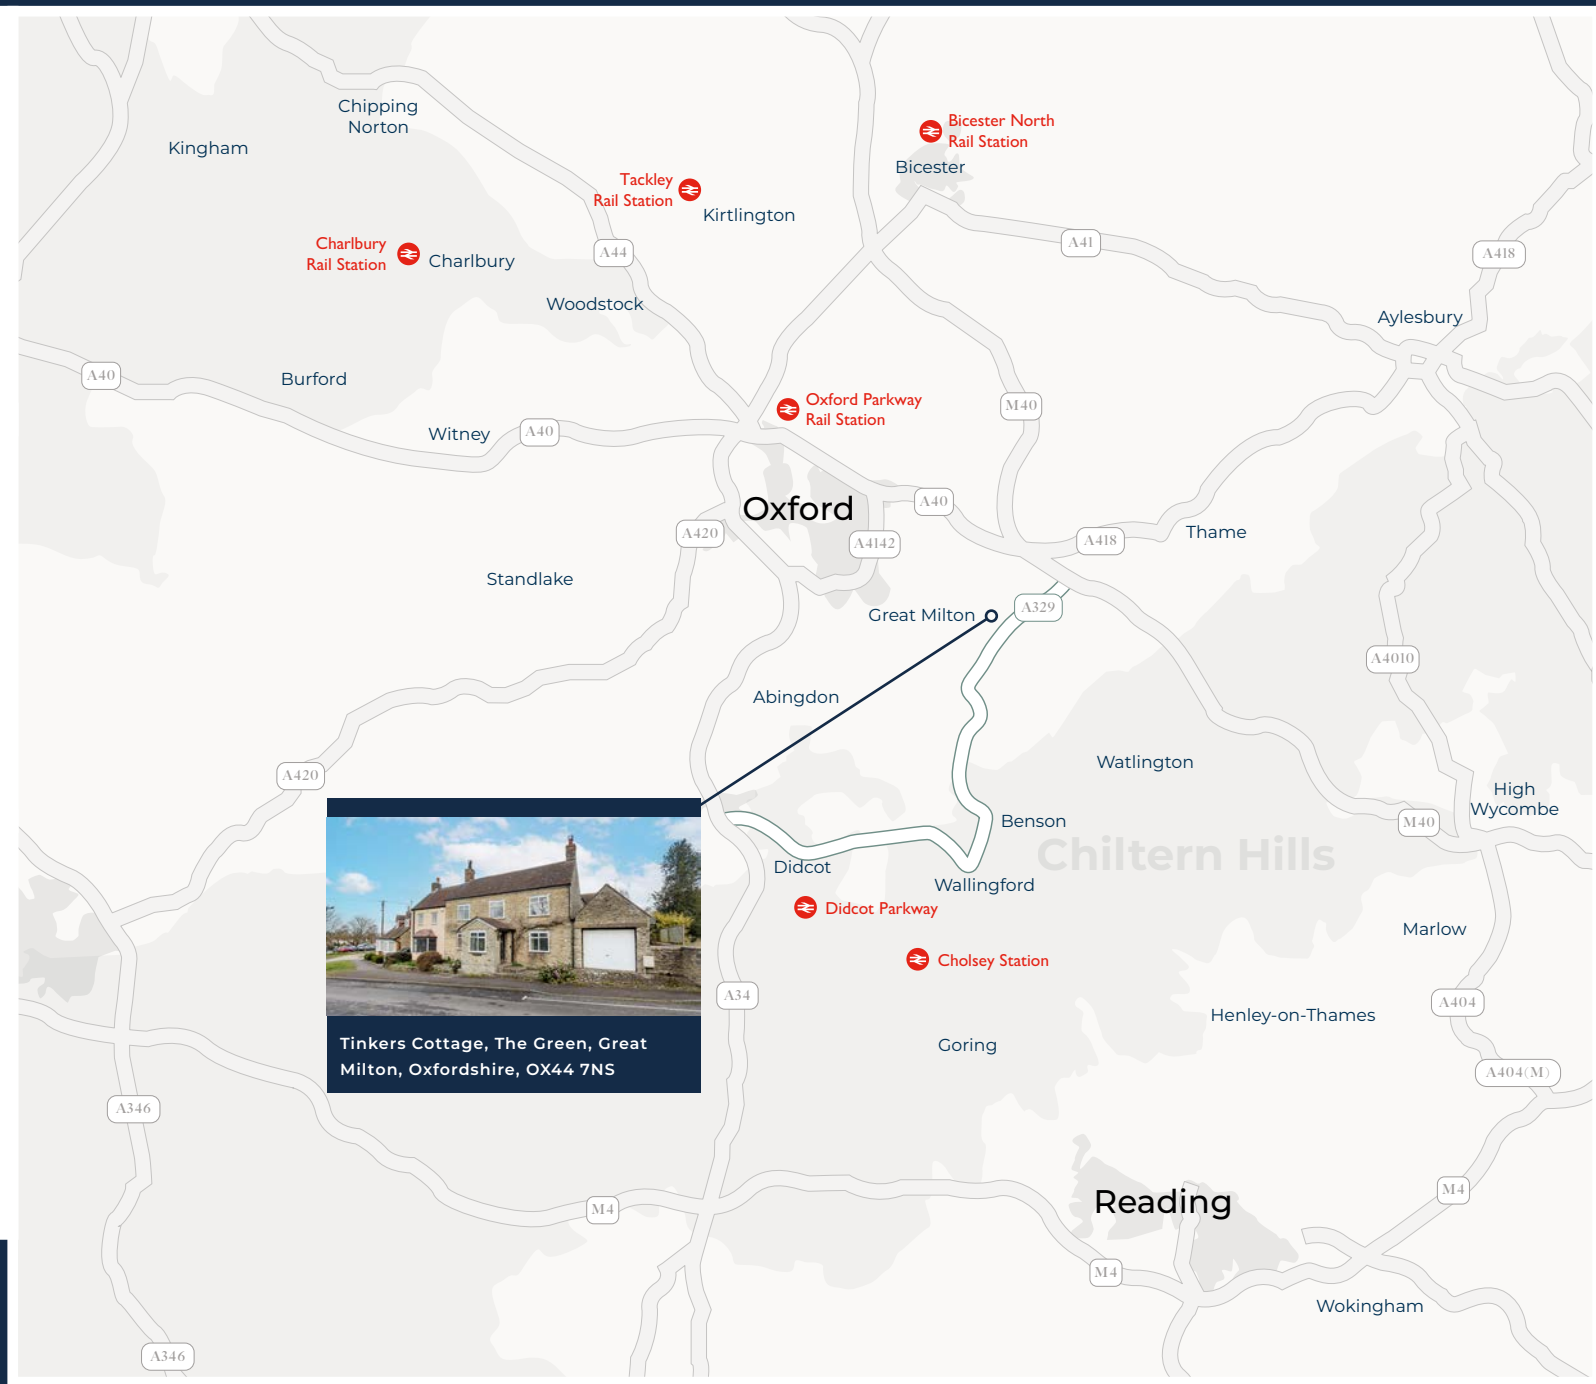 Chipping
Norton
Kingham
Bicester North
Rail Station
Bicester
Tackley
Rail Station
Kirtlington
Charlbury
Rail Station
Charlbury
A44
A41
A418
Woodstock
Aylesbury
A40
Burford
Oxford Parkway
Rail Station
M40
Witney
A40
Oxford
A40
A420
A4142
A418
Thame
Standlake
Great Milton
A329
A4010
Abingdon
Watlington
A420
High
Wycombe
Benson
M40
Chiltern Hills
Didcot
Wallingford
Didcot Parkway
Marlow
Cholsey Station
A34
A404
Henley-on-Thames
Goring
Tinkers Cottage, The Green, Great
Milton, Oxfordshire, OX44 7NS
A404(M)
A346
Reading
M4
M4
M4
Wokingham
A346